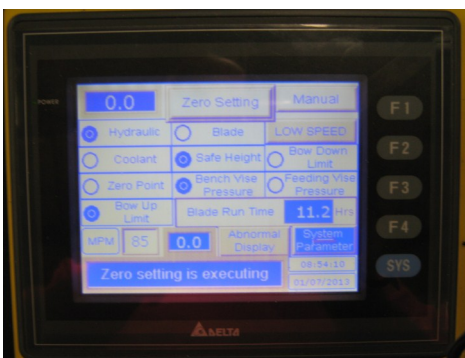 POWER
0.0 Zero Setting Manual
Hydraulic Blade LOW SPEED
Coolant Safe Height Bow Down Limit
Zero Point Bench Vise Pressure Feeding Vise Pressure
Bow Up Limit Blade Run Time 11.2 Hrs
MPM 85 0.0 Abnormal Display System Parameter
Zero setting is executing 08:54:10
01/07/2013
F1
F2
F3
F4
SYS
DELTA